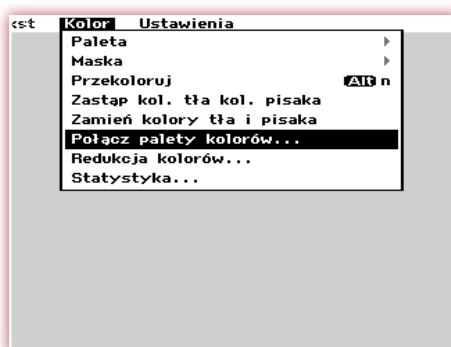 kst Kolor Ustawienia
Paleta
Maska
Przekoloruj Alt n
Zastąp kol. tła kol. pisaka
Zamień kolory tła i pisaka
Połącz palety kolorów...
Redukcja kolorów...
Statystyka...